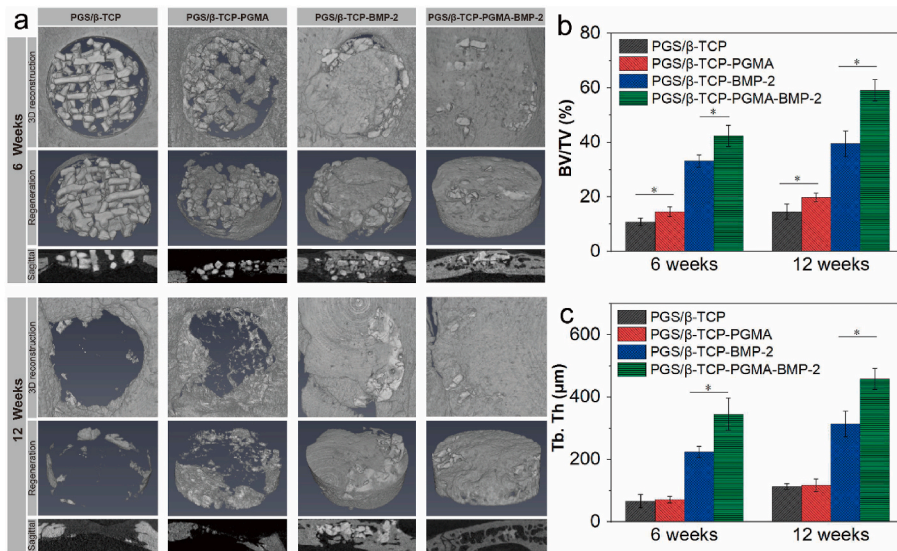 a
PGS/β-TCP
PGS/β-TCP-PGMA
PGS/β-TCP-BMP-2
PGS/β-TCP-PGMA-BMP-2
6 Weeks
3D reconstruction
Regeneration
Sagittal
12 Weeks
3D reconstruction
Regeneration
Sagittal
b
80
60
40
20
0
BV/TV (%)
PGS/β-TCP
PGS/β-TCP-PGMA
PGS/β-TCP-BMP-2
PGS/β-TCP-PGMA-BMP-2
*
*
*
*
6 weeks
12 weeks
c
600
400
200
0
Tb. Th (μm)
PGS/β-TCP
PGS/β-TCP-PGMA
PGS/β-TCP-BMP-2
PGS/β-TCP-PGMA-BMP-2
*
*
6 weeks
12 weeks